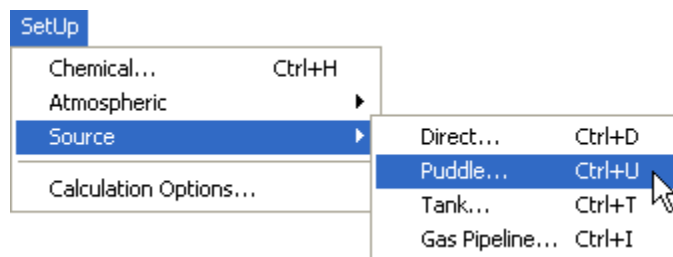 SetUp
Chemical... Ctrl+H
Atmospheric
Source
Calculation Options...
Direct... Ctrl+D
Puddle... Ctrl+U
Tank... Ctrl+T
Gas Pipeline... Ctrl+I